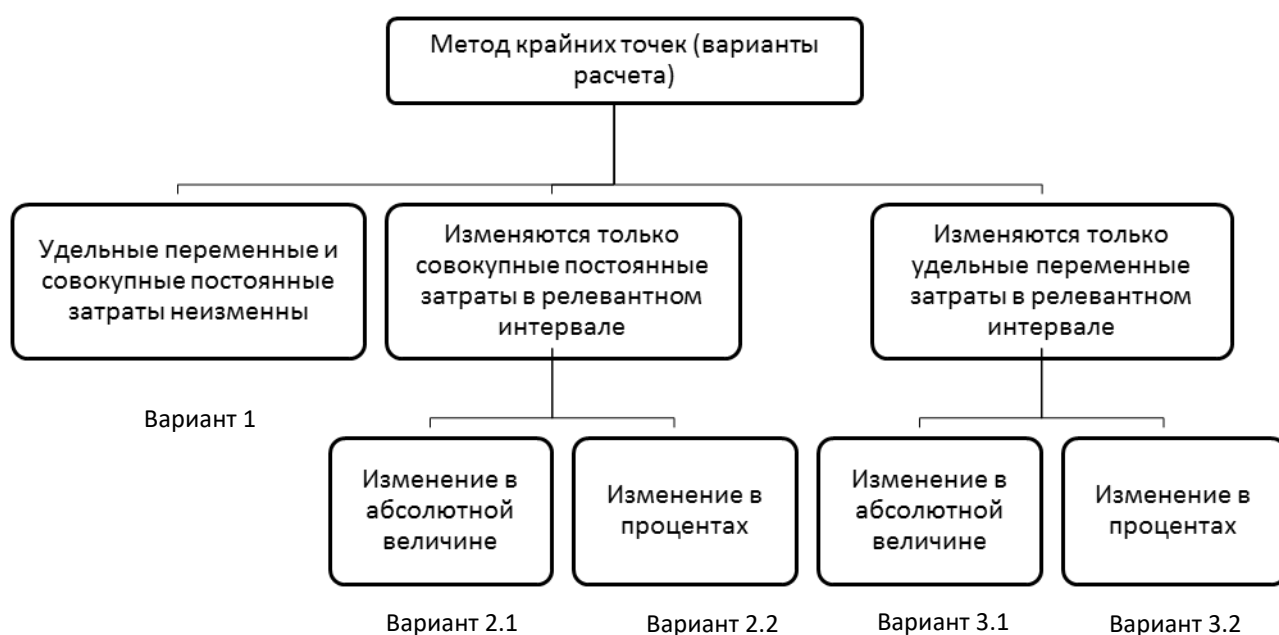 Метод крайних точек (варианты
расчета)
Удельные переменные и
совокупные постоянные
затраты неизменны
Изменяются только
совокупные постоянные
затраты в релевантном
интервале
Изменяются только
удельные переменные
затраты в релевантном
интервале
Вариант 1
Изменение в
абсолютной
величине
Изменение в
процентах
Изменение в
абсолютной
величине
Изменение в
процентах
Вариант 2.1
Вариант 2.2
Вариант 3.1
Вариант 3.2